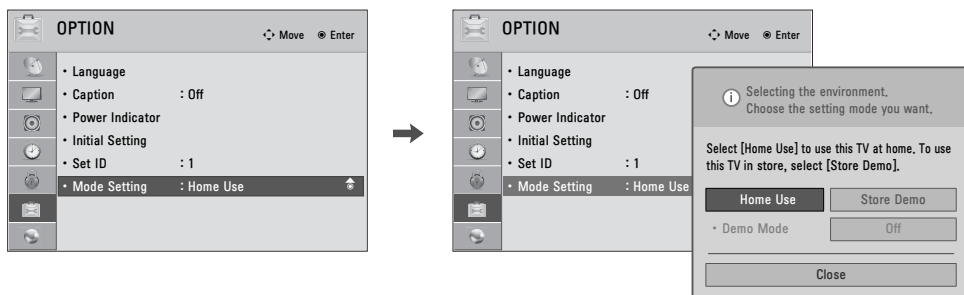 OPTION
Move Enter
• Language
• Caption : Off
• Power Indicator
• Initial Setting
• Set ID : 1
• Mode Setting : Home Use
OPTION
Move Enter
• Language
• Caption : Off
• Power Indicator
• Initial Setting
• Set ID : 1
• Mode Setting : Home Use
i Selecting the environment.
Choose the setting mode you want.
Select [Home Use] to use this TV at home. To use
this TV in store, select [Store Demo].
Home Use Store Demo
• Demo Mode Off
Close